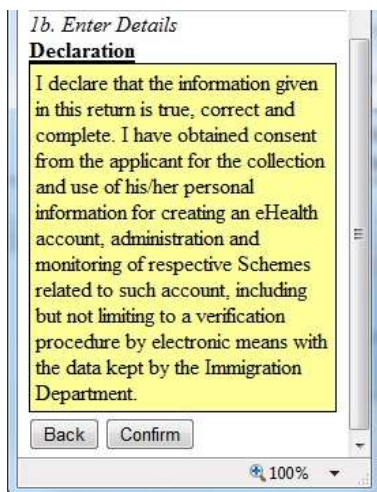 1b. Enter Details
Declaration
I declare that the information given
in this return is true, correct and
complete. I have obtained consent
from the applicant for the collection
and use of his/her personal
information for creating an eHealth
account, administration and
monitoring of respective Schemes
related to such account, including
but not limiting to a verification
procedure by electronic means with
the data kept by the Immigration
Department.
Back Confirm
100%